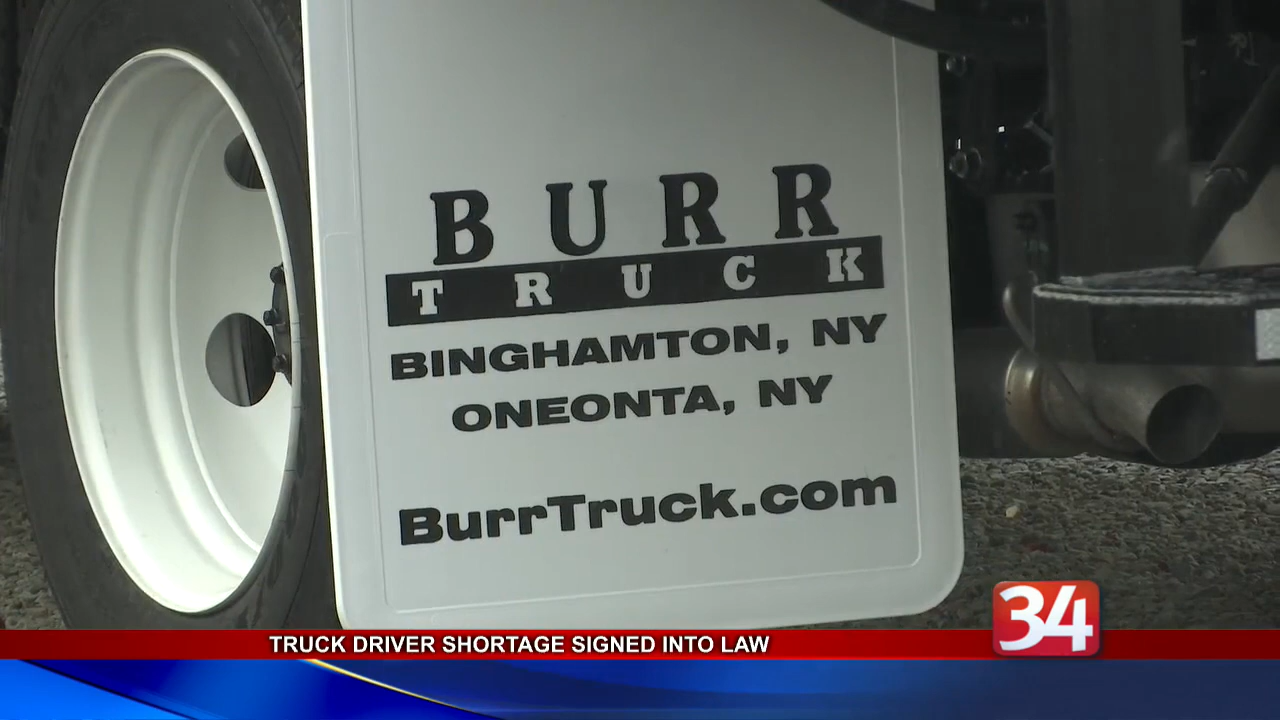 BURR
TRUCK
BINGHAMTON, NY
ONEONTA, NY
BurrTruck.com
34
TRUCK DRIVER SHORTAGE SIGNED INTO LAW